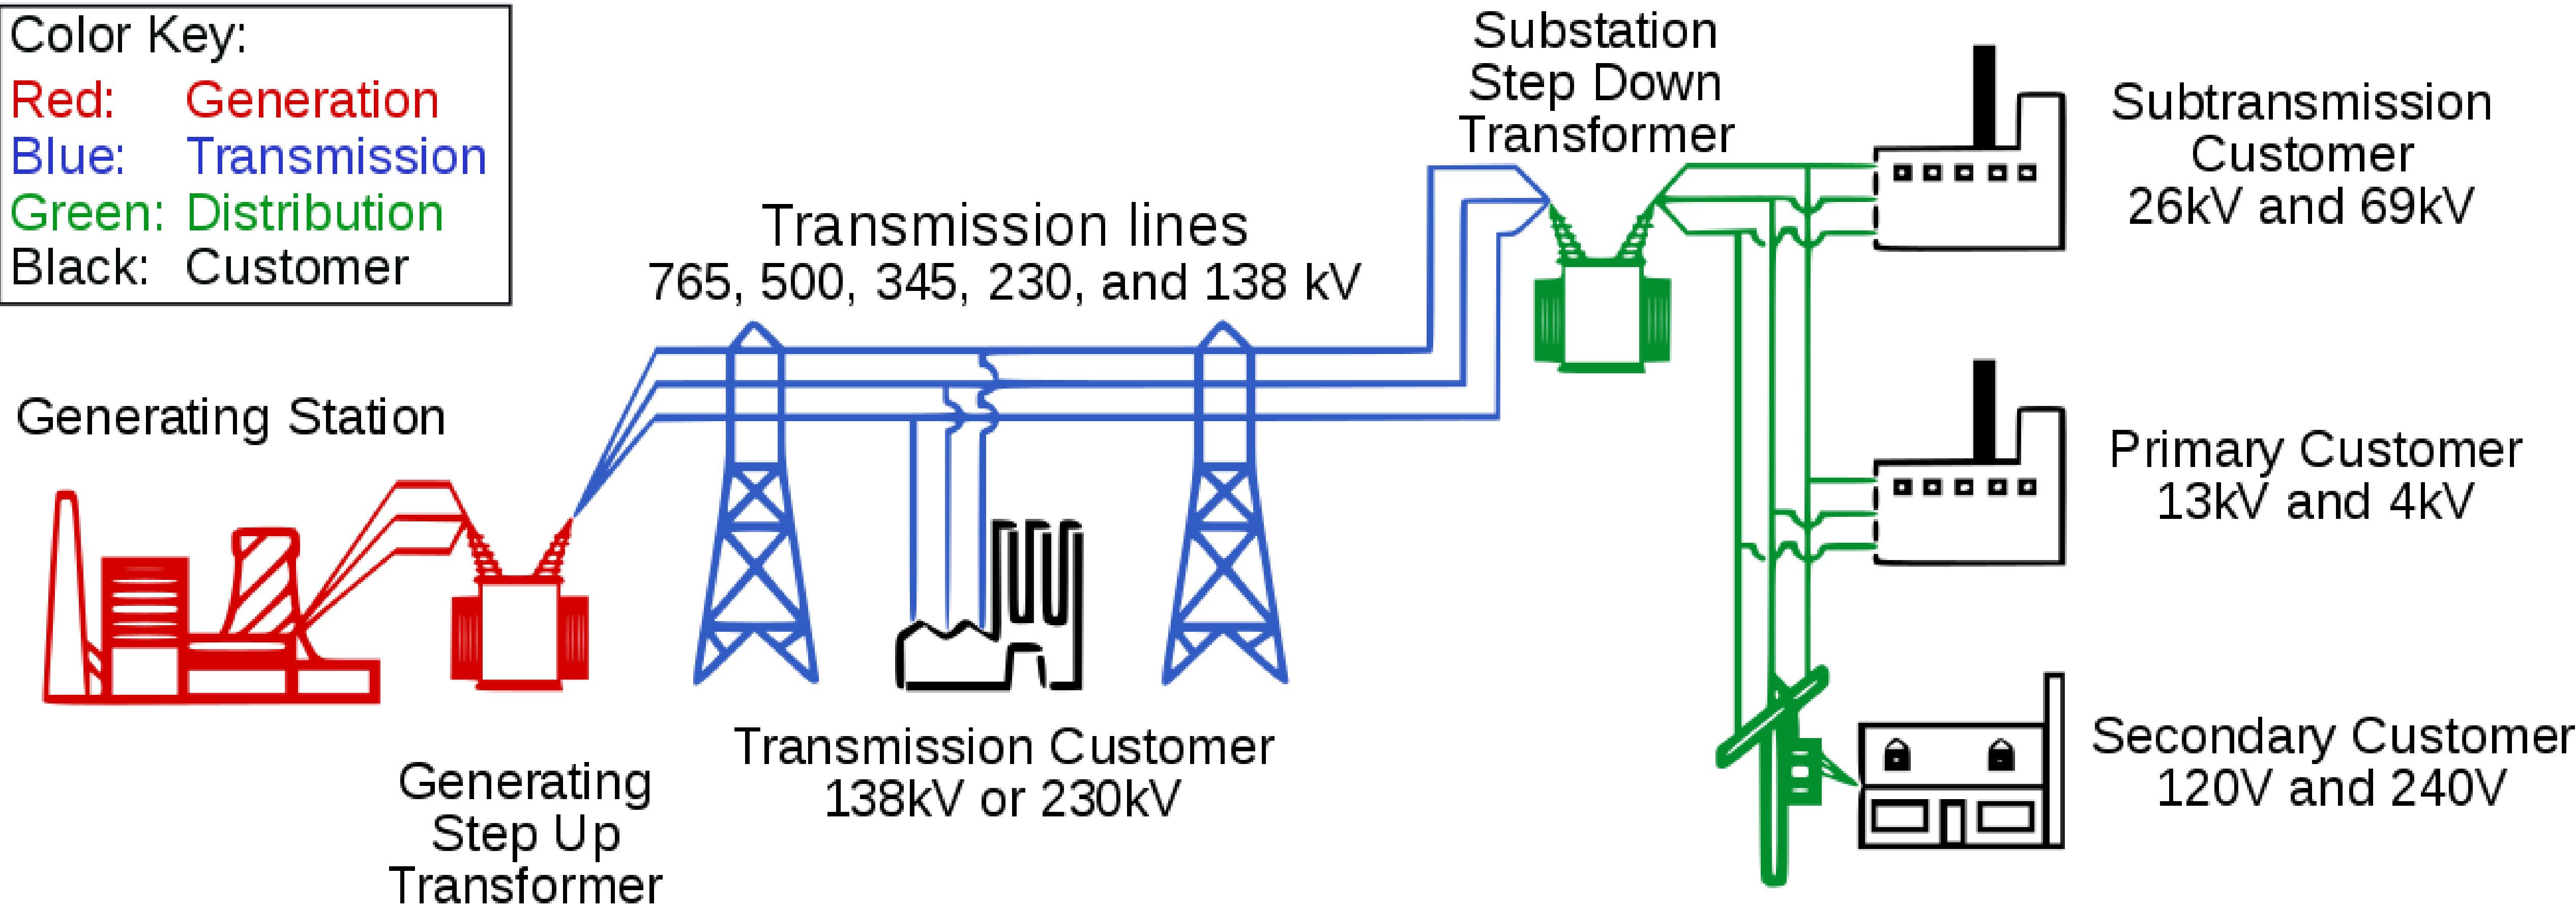 Color Key:
Red: Generation
Blue: Transmission
Green: Distribution
Black: Customer
Generating Station
Generating
Step Up
Transformer
Transmission lines
765, 500, 345, 230, and 138 kV
Transmission Customer
138kV or 230kV
Substation
Step Down
Transformer
Subtransmission
Customer
26kV and 69kV
Primary Customer
13kV and 4kV
Secondary Customer
120V and 240V